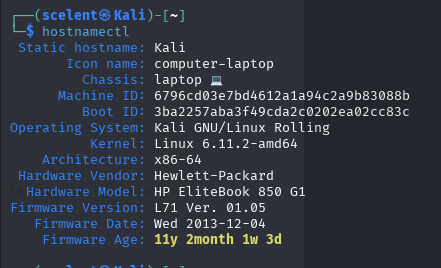 ┌──(scelent㉿Kali)-[~]
└─$ hostnamectl
Static hostname: Kali
Icon name: computer-laptop
Chassis: laptop 💻
Machine ID: 6796cd03e7bd4612a1a94c2a9b83088b
Boot ID: 3ba2257aba3f49cda2c0202ea02cc83c
Operating System: Kali GNU/Linux Rolling
Kernel: Linux 6.11.2-amd64
Architecture: x86-64
Hardware Vendor: Hewlett-Packard
Hardware Model: HP EliteBook 850 G1
Firmware Version: L71 Ver. 01.05
Firmware Date: Wed 2013-12-04
Firmware Age: 11y 2month 1w 3d
┌──(scelent㉿Kali)-[~]